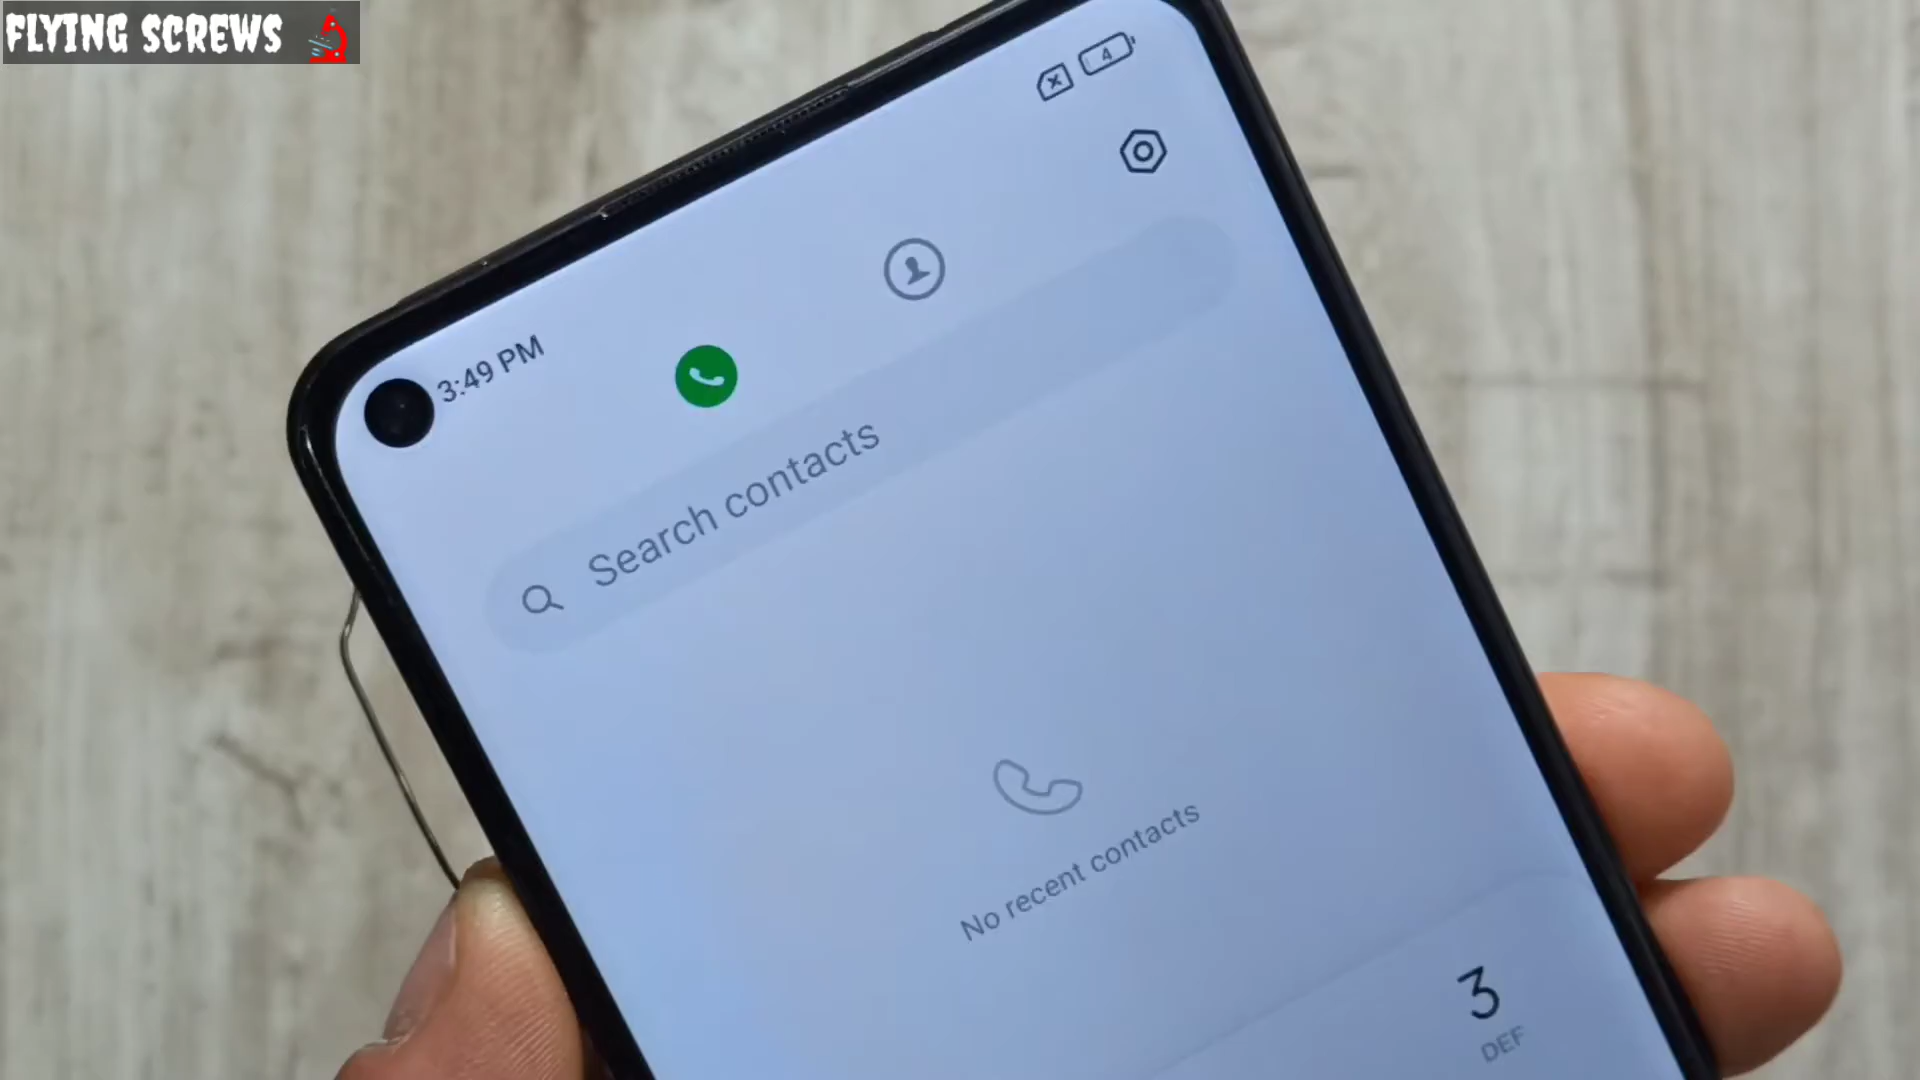 FLYING SCREWS
4
3:49 PM
Search contacts
No recent contacts
3
DEF